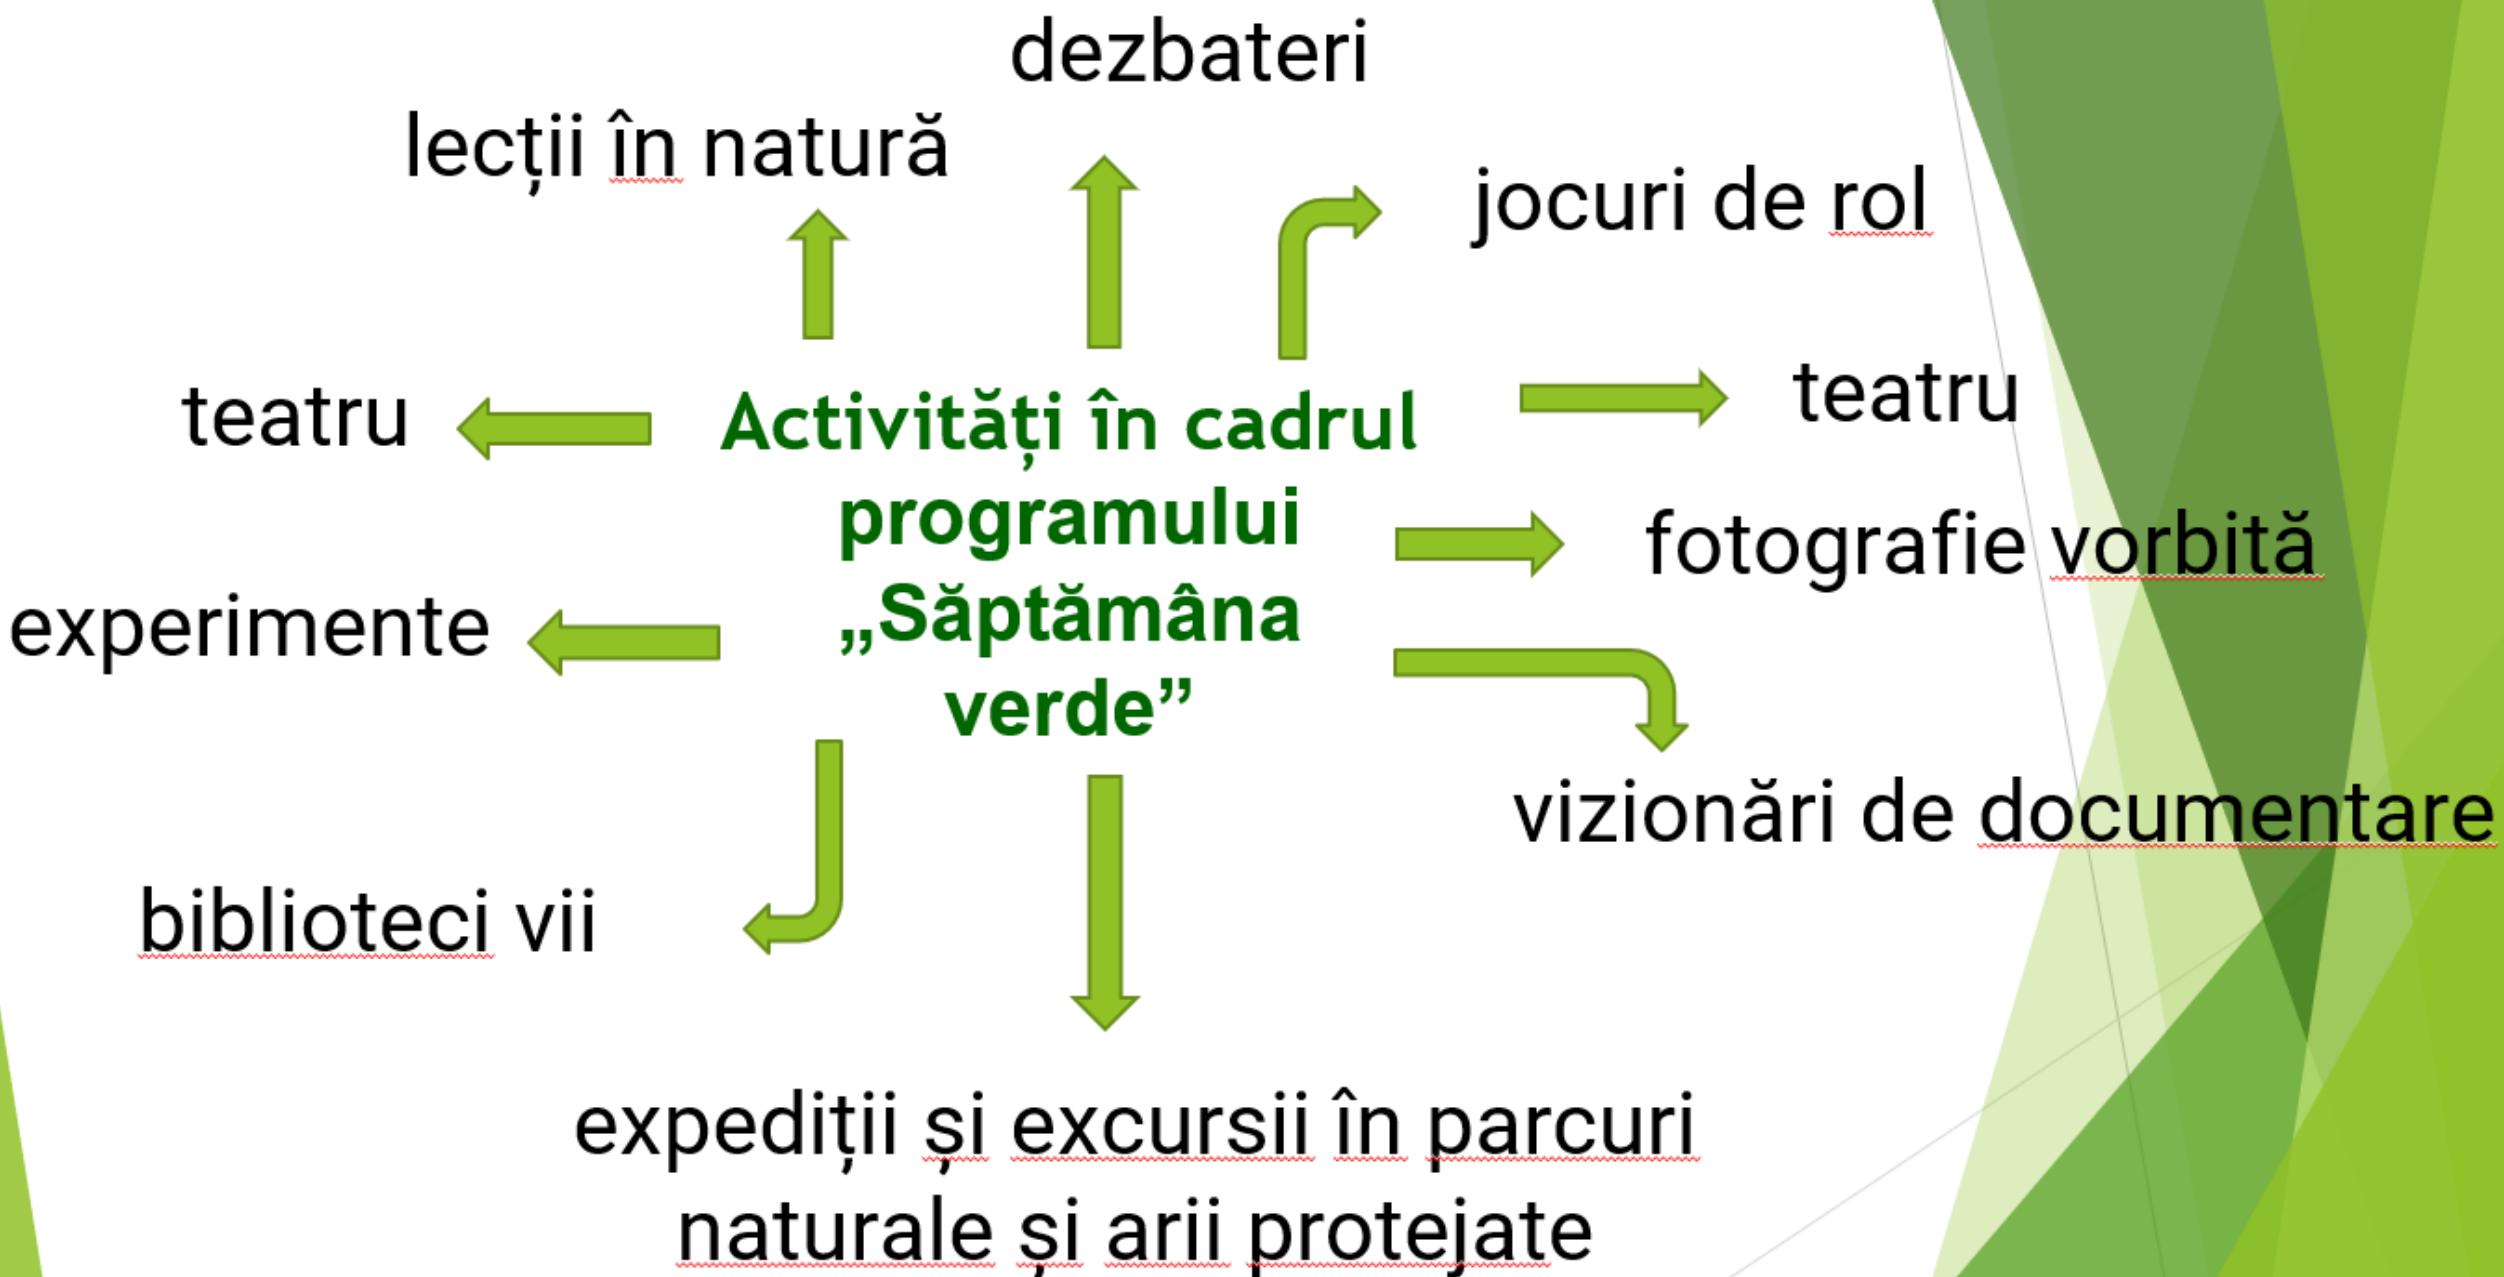 dezbateri
lecții în natură
jocuri de rol
teatru
Activități în cadrul
programului
„Săptămâna
verde”
teatru
fotografie vorbită
experimente
vizionări de documentare
biblioteci vii
expediții și excursii în parcuri
naturale și arii protejate